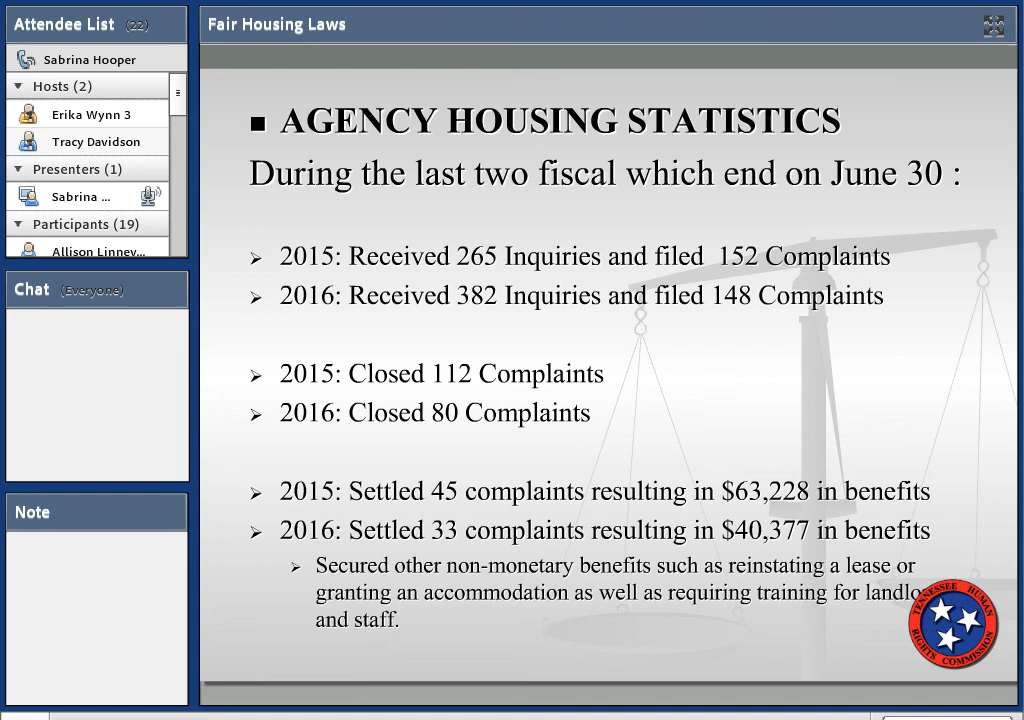 Attendee List (22)
Sabrina Hooper
Hosts (2)
Erika Wynn 3
Tracy Davidson
Presenters (1)
Sabrina ...
Participants (19)
Allison Linney...
Chat (Everyone)
Note
Fair Housing Laws
■ AGENCY HOUSING STATISTICS
During the last two fiscal which end on June 30 :
➢ 2015: Received 265 Inquiries and filed 152 Complaints
➢ 2016: Received 382 Inquiries and filed 148 Complaints
➢ 2015: Closed 112 Complaints
➢ 2016: Closed 80 Complaints
➢ 2015: Settled 45 complaints resulting in $63,228 in benefits
➢ 2016: Settled 33 complaints resulting in $40,377 in benefits
➢ Secured other non-monetary benefits such as reinstating a lease or
granting an accommodation as well as requiring training for landlo
and staff.
TENNESSEE HUMAN
RIGHTS COMMISSION